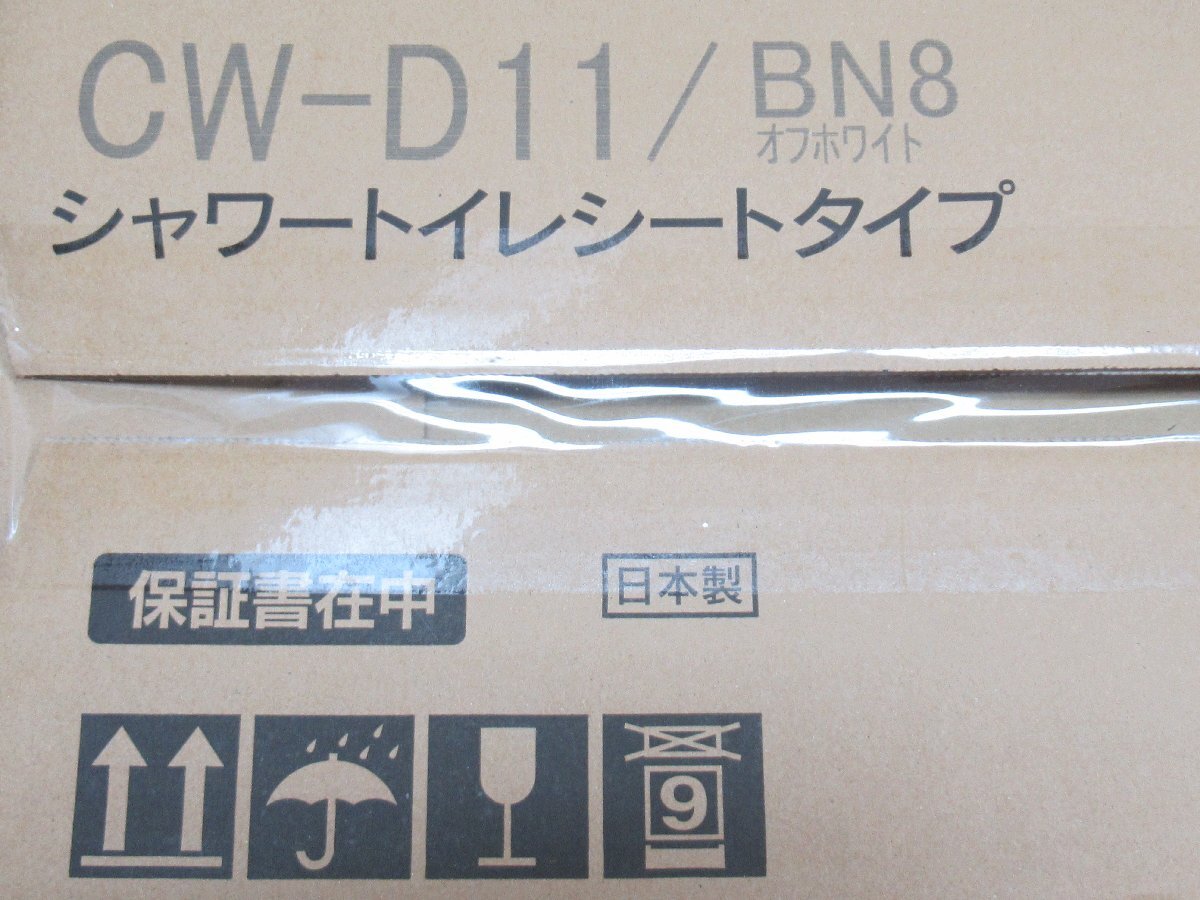 CW-D11/BN8
オフホワイト
シャワートイレシートタイプ
保証書在中
日本製
9